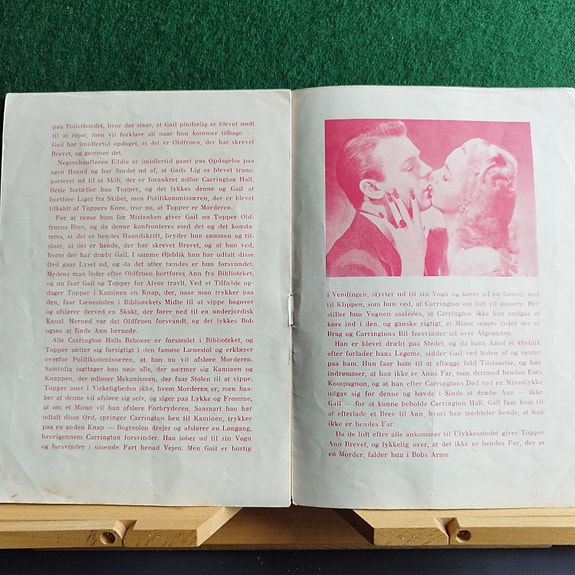 paa Toiletbordet, hvor der staar, at Gail pludselig er blevet nødt
til at rejse, men vil forklare alt naar hun kommer tilbage —
Gail har imidlertid opdaget, at det er Oldfruen, der har skrevet
Brevet, og gemmer det.
Negerchaufføren Eddie er imidlertid gaaet paa Opdagelse paa
egen Haand og har fundet ud af, at Gails Lig er blevet trans-
porteret ud til et Skib, der er forankret udfor Carrington Hall.
Dette fortæller han Topper, og det lykkes denne og Gail at
bortfløre Liget fra Skibet, men Politikommissæren, der er blevet
tilkaldt af Toppers Kone, tror nu, at Topper er Morderen.
For at rense ham for Mistanken giver Gail nu Topper Old-
fruens Brev, og da denne konfronteres med det og det konsta-
teres, at det er hendes Haandskrift, bryder hun sammen og til-
staar, at det er hende, der har skrevet Brevet, og at hun ved,
hvem der har dræbt Gail. I samme Øjeblik hun har udtalt disse
Ord gaar Lyset ud, og da det atter tændes er hun forsvundet.
Medens man leder efter Oldfruen bortføres Ann fra Biblioteket,
og nu faar Gail og Topper for Alvor travlt. Ved et Tilfælde op-
dager Topper i Kaminen en Knap, der, naar man trykker paa
den, faar Lænestolen i Bibliotekets Midte til at vippe bagover
og afslører derved en Skakt, der fører ned til en underjordisk
Kanal. Herned var det Oldfruen forsvandt, og det lykkes Bob
ogsaa at finde Ann hernede.
Alle Carrington Halls Beboere er forsamlet i Biblioteket, og
Topper sætter sig forsigtigt i den famøse Lænestol og erklærer
overfor Politikommissæren, at han nu vil afsløre Morderen.
Samtidig iagttager han nøje alle, der nærmer sig Kaminen og
Knappen, der udløser Mekanismen, der faar Stolen til at vippe.
Topper aner i Virkeligheden ikke hvem Morderen er, men haa-
ber at denne vil afsløre sig selv, og siger paa Lykke og Fromme,
at om et Minut vil han afsløre Forbryderen. Saasnart han har
udtalt disse Ord, springer Carrington hen til Kaminen, trykker
paa en anden Knap — Bogreolen drejer og afslører en Løngang,
hvorigennem Carrington forsvinder. Han løber ud til sin Vogn
og forsvinder i susende Fart henad Vejen. Men Gail er hurtig
i Vendingen, styrter ud til sin Vogn og kører ad en Genvej ned
til Klippen, som hun ved, at Carrington om lidt vil passere. Her
stiller hun Vognen saaledes, at Carrington ikke kan undgaa at
køre ind i den, og ganske rigtigt, et Minut senere lyder der et
Brag og Carringtons Bil forsvinder ud over Afgrunden.
Han er blevet dræbt paa Stedet, og da hans Aand et Øjeblik
efter forlader hans Legeme, sidder Gail ved Siden af og venter
paa ham. Hun faar ham til at aflægge fuld Tilstaaelse, og han
indrømmer, at han ikke er Anns Far, men derimod hendes Fars
Kompagnon, og at han efter Carringtons Død ved en Mineulykke
udgav sig for denne og havde i Sinde at dræbe Ann — ikke
Gail — for at kunne beholde Carrington Hall. Gail faar ham til
at efterlade et Brev til Ann, hvori han meddeler hende, at han
ikke er hendes Far.
Da de lidt efter alle ankommer til Ulykkesstedet giver Topper
Ann Brevet, og lykkelig over, at det ikke er hendes Far, der er
en Morder, falder hun i Bobs Arme.